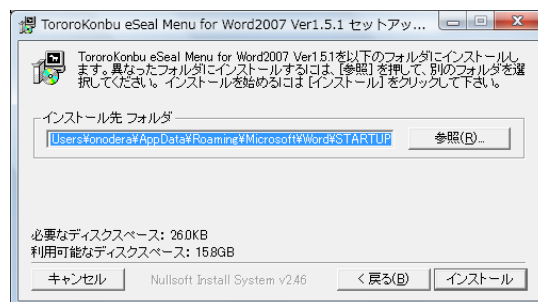 TororoKonbu eSeal Menu for Word2007 Ver1.5.1 セットアッ...
TororoKonbu eSeal Menu for Word2007 Ver1.5.1を以下のフォルダにインストールし
ます。異なったフォルダにインストールするには、[参照] を押して、別のフォルダを選
択してください。インストールを始めるには [インストール] をクリックして下さい。
インストール先 フォルダ
Users¥onodera¥AppData¥Roaming¥Microsoft¥Word¥STARTUP
参照(R)...
必要なディスクスペース: 26.0KB
利用可能なディスクスペース: 15.8GB
キャンセル
Nullsoft Install System v2.46
< 戻る(B)
インストール